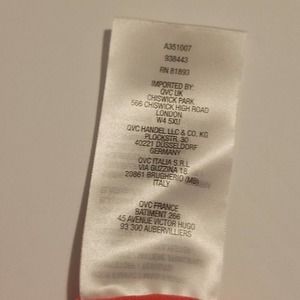 A351007
938443
RN 81893
IMPORTED BY:
QVC UK
CHISWICK PARK
566 CHISWICK HIGH ROAD
LONDON
W4 5XU
QVC HANDEL LLC & CO. KG
PLOCKSTR. 30
40221 DUSSELDORF
GERMANY
QVC ITALIA S.R.L
VIA GUZZINA 18
20861 BRUGHERIO (MB)
ITALY
QVC FRANCE
BATIMENT 266
45 AVENUE VICTOR HUGO
93 300 AUBERVILLIERS